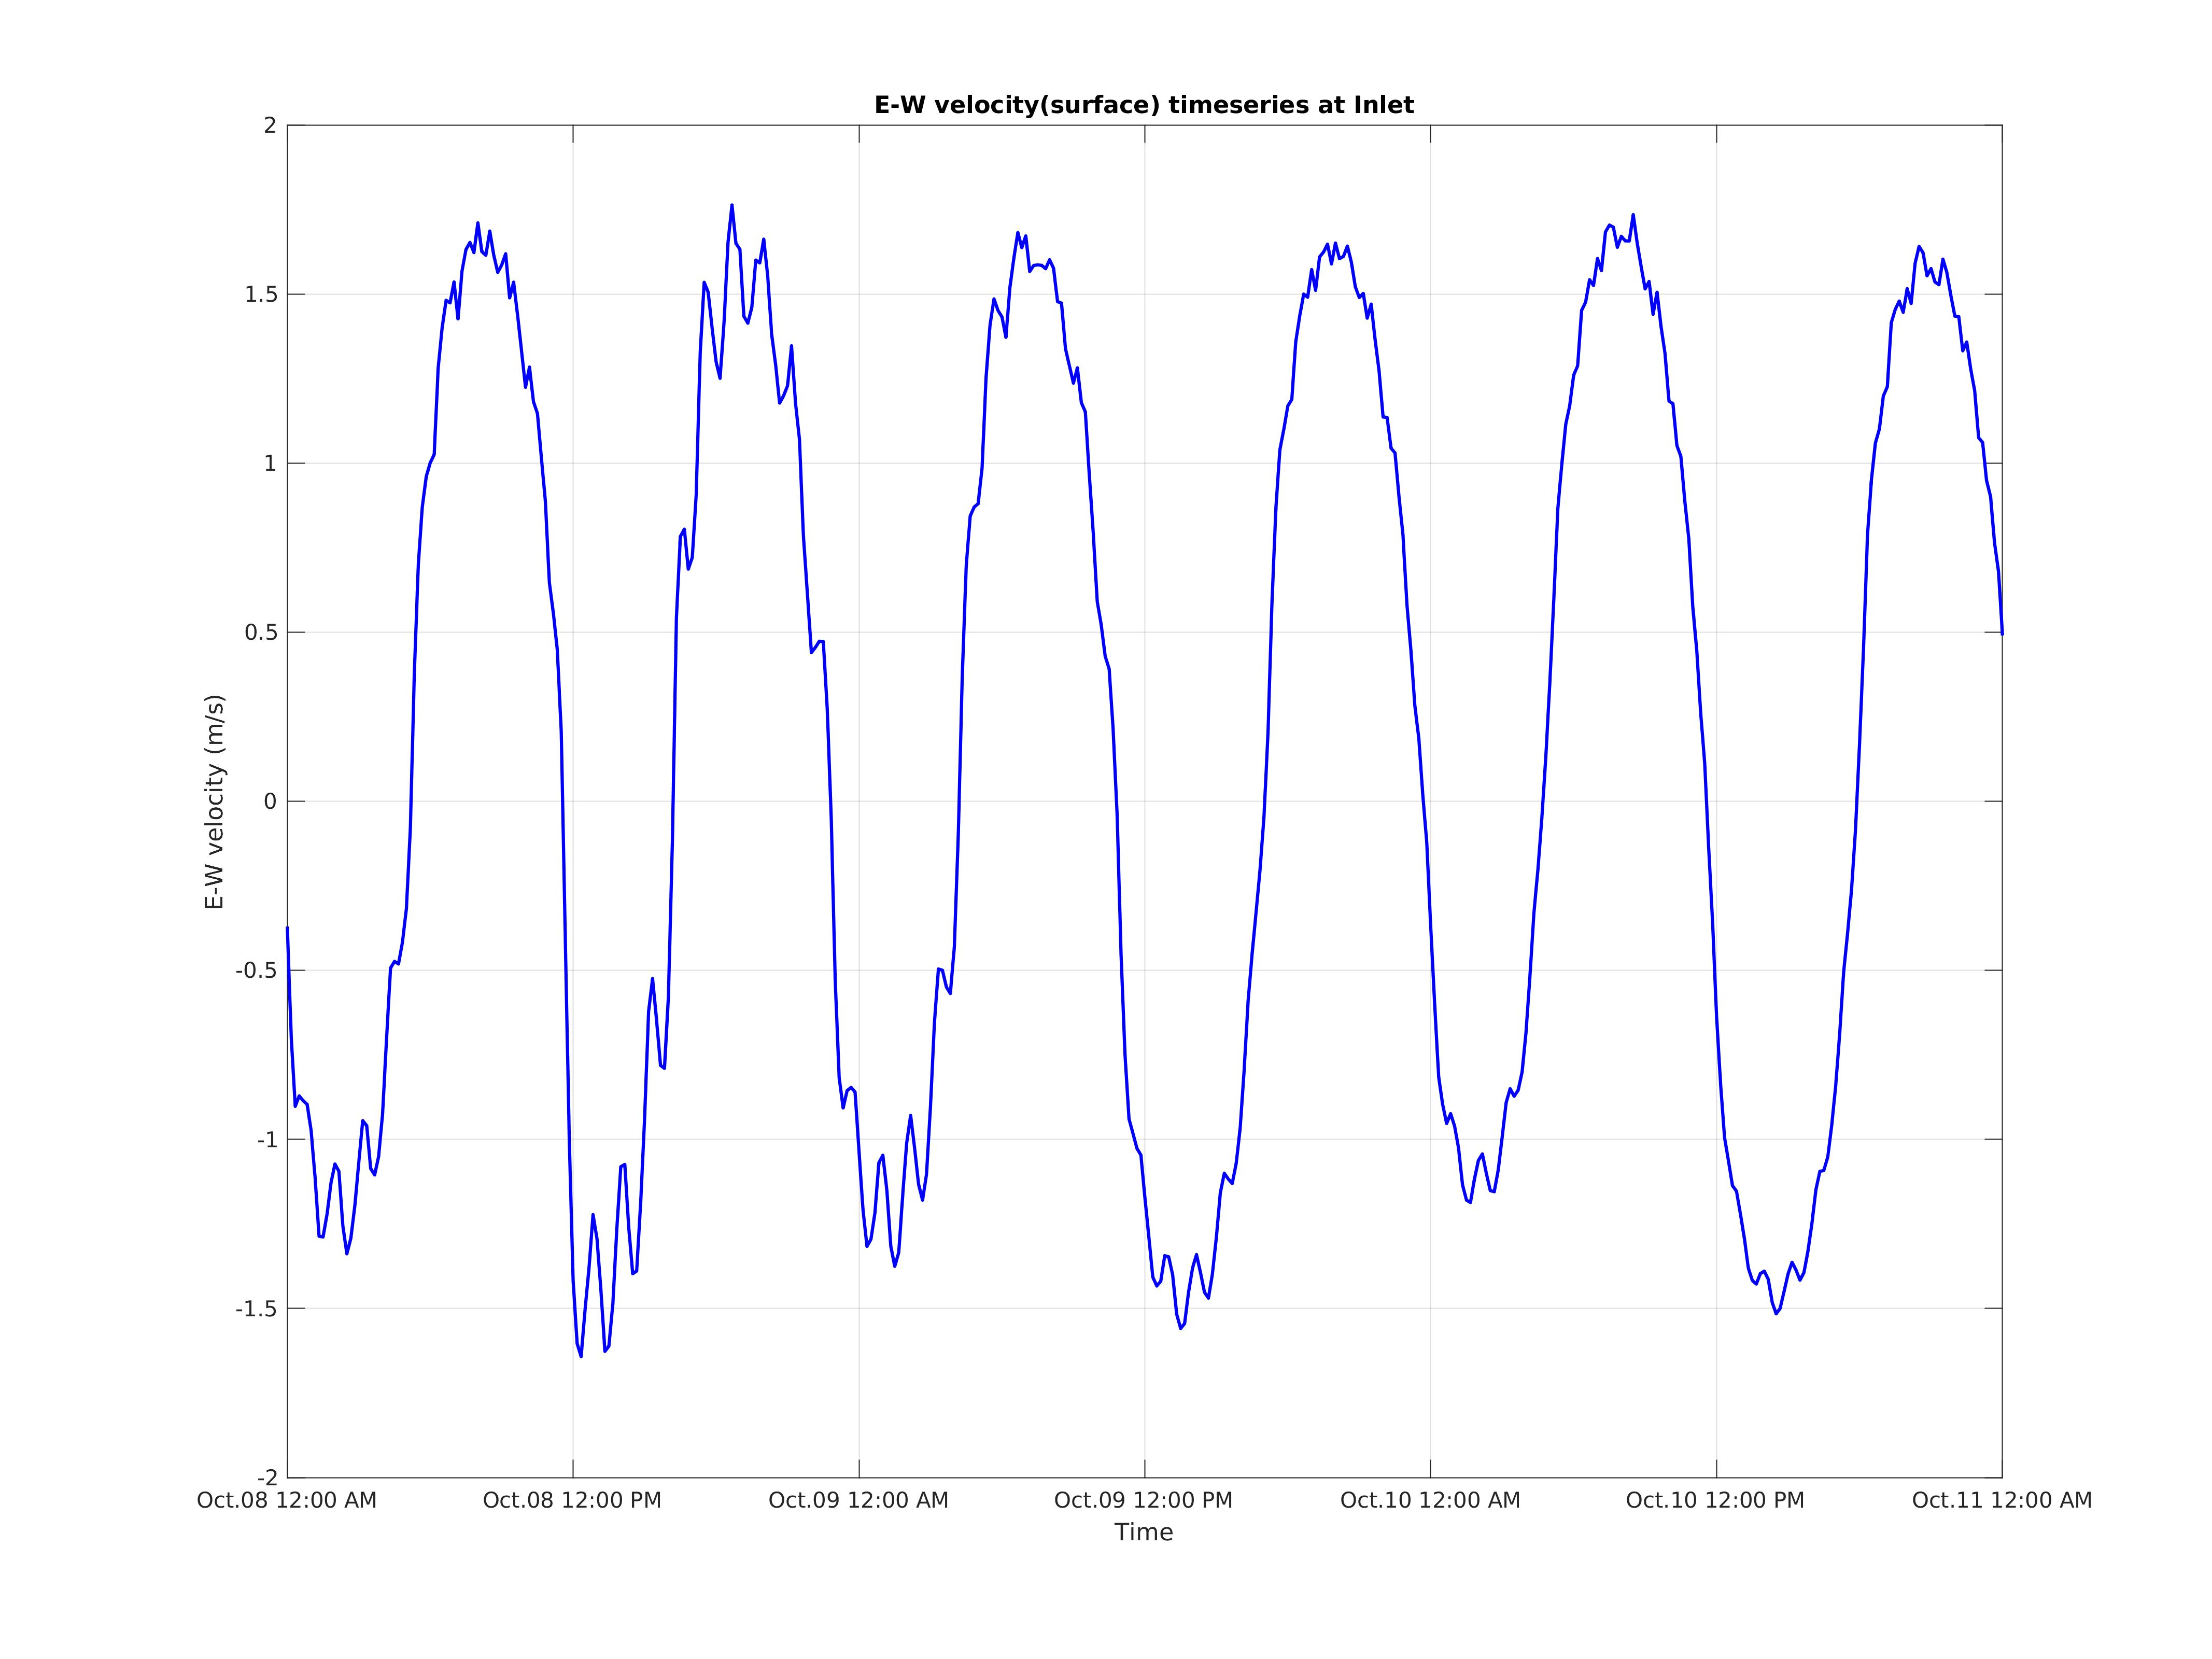 E-W velocity(surface) timeseries at Inlet
2
1.5
1
0.5
0
-0.5
-1
-1.5
-2
E-W velocity (m/s)
Oct.08 12:00 AM Oct.08 12:00 PM Oct.09 12:00 AM Oct.09 12:00 PM Oct.10 12:00 AM Oct.10 12:00 PM Oct.11 12:00 AM
Time